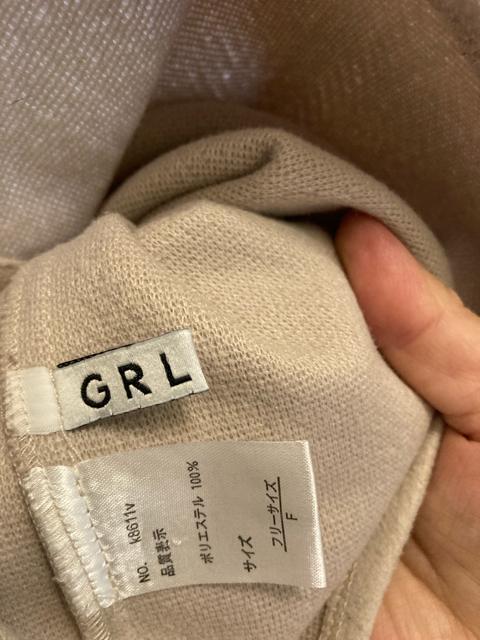 GRL
NO. k8611v
品質表示
ポリエステル 100%
サイズ
フリーサイズ
F